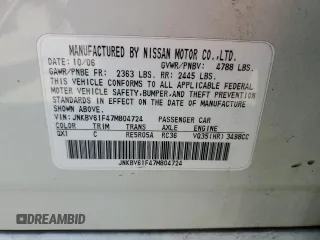 MANUFACTURED BY NISSAN MOTOR CO.,LTD.
DATE: 10/06 GVWR/PNBV: 4788 LBS.
GAWR/PNBE FR: 2363 LBS. RR: 2445 LBS.
THIS VEHICLE CONFORMS TO ALL APPLICABLE FEDERAL
MOTOR VEHICLE SAFETY,BUMPER,AND THEFT PREVENTION
STANDARDS IN EFFECT ON THE DATE OF MANUFACTURE
SHOWN ABOVE.
VIN: JNKBV61F47M804724 PASSENGER CAR
COLOR TRIM TRANS AXLE ENGINE:
QX1 C RE5R05A RC36 VQ35(HR) 3498CC
JNKBV61F47M804724
© IAA Holdings, LLC